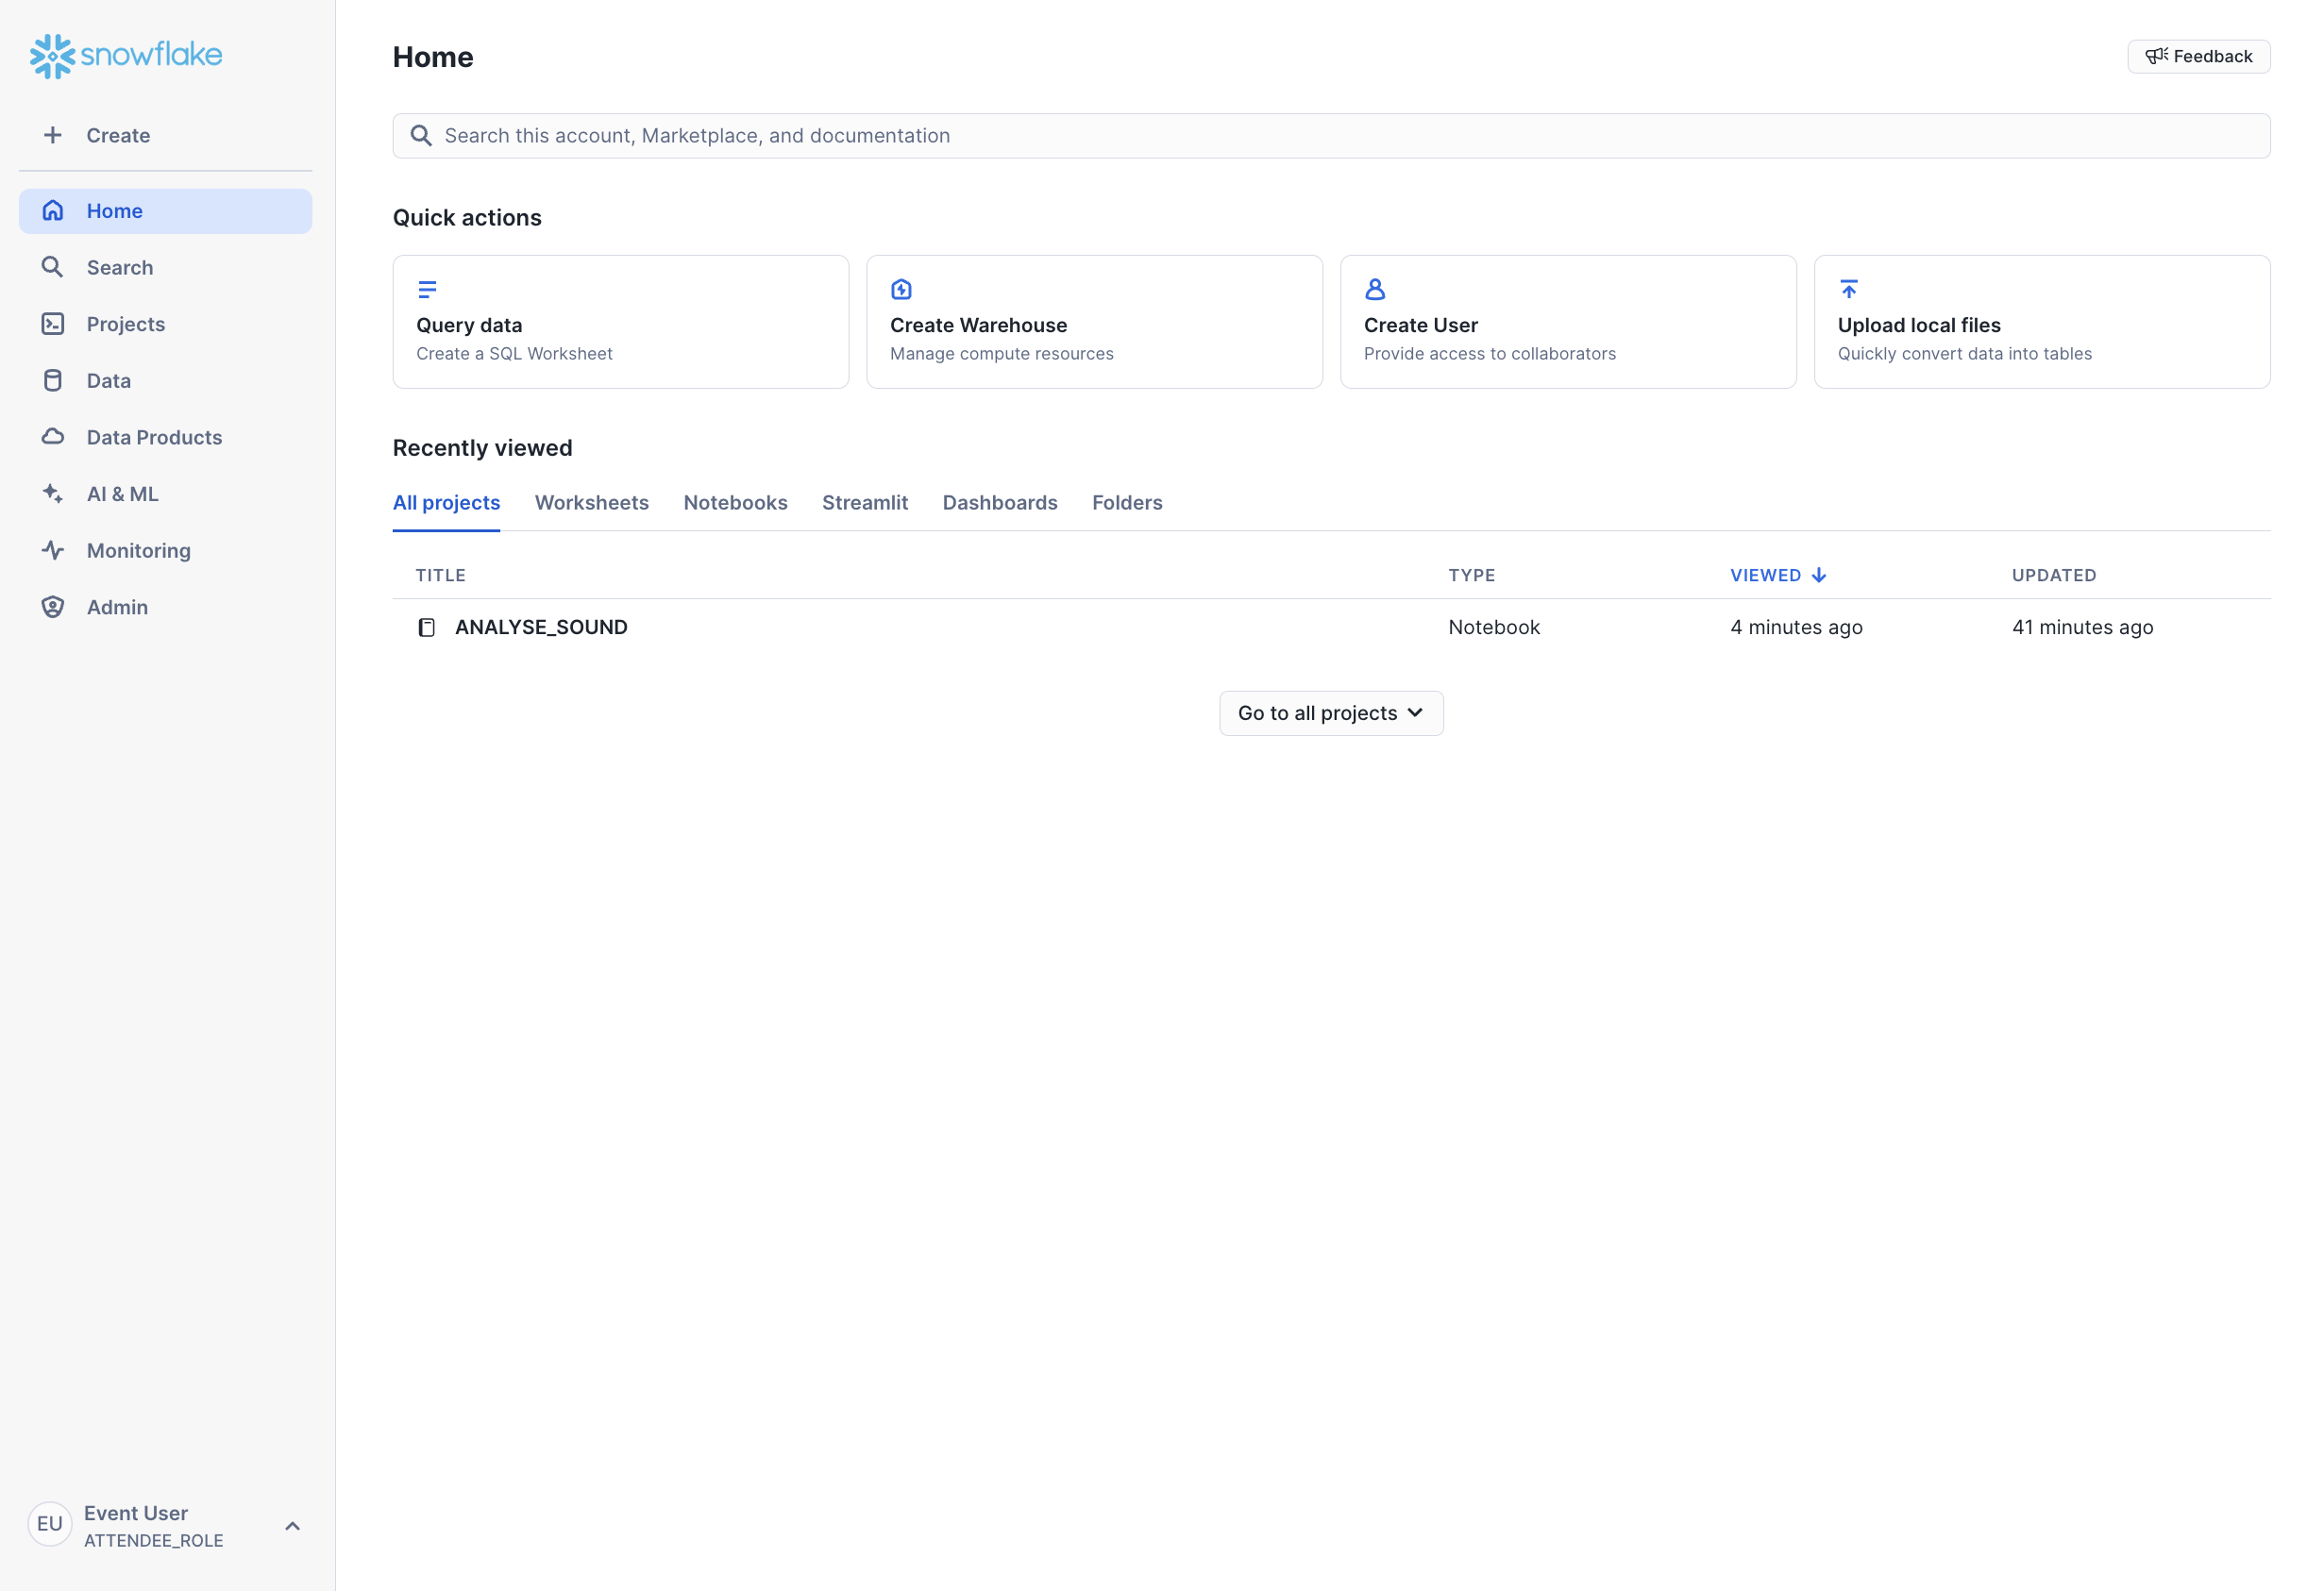 snowflake
Create
Home
Search
Projects
Data
Data Products
AI & ML
Monitoring
Admin
EU
Event User
ATTENDEE_ROLE
Home
Feedback
Search this account, Marketplace, and documentation
Quick actions
Query data
Create a SQL Worksheet
Create Warehouse
Manage compute resources
Create User
Provide access to collaborators
Upload local files
Quickly convert data into tables
Recently viewed
All projects Worksheets Notebooks Streamlit Dashboards Folders
TITLE TYPE VIEWED UPDATED
ANALYSE_SOUND Notebook 4 minutes ago 41 minutes ago
Go to all projects